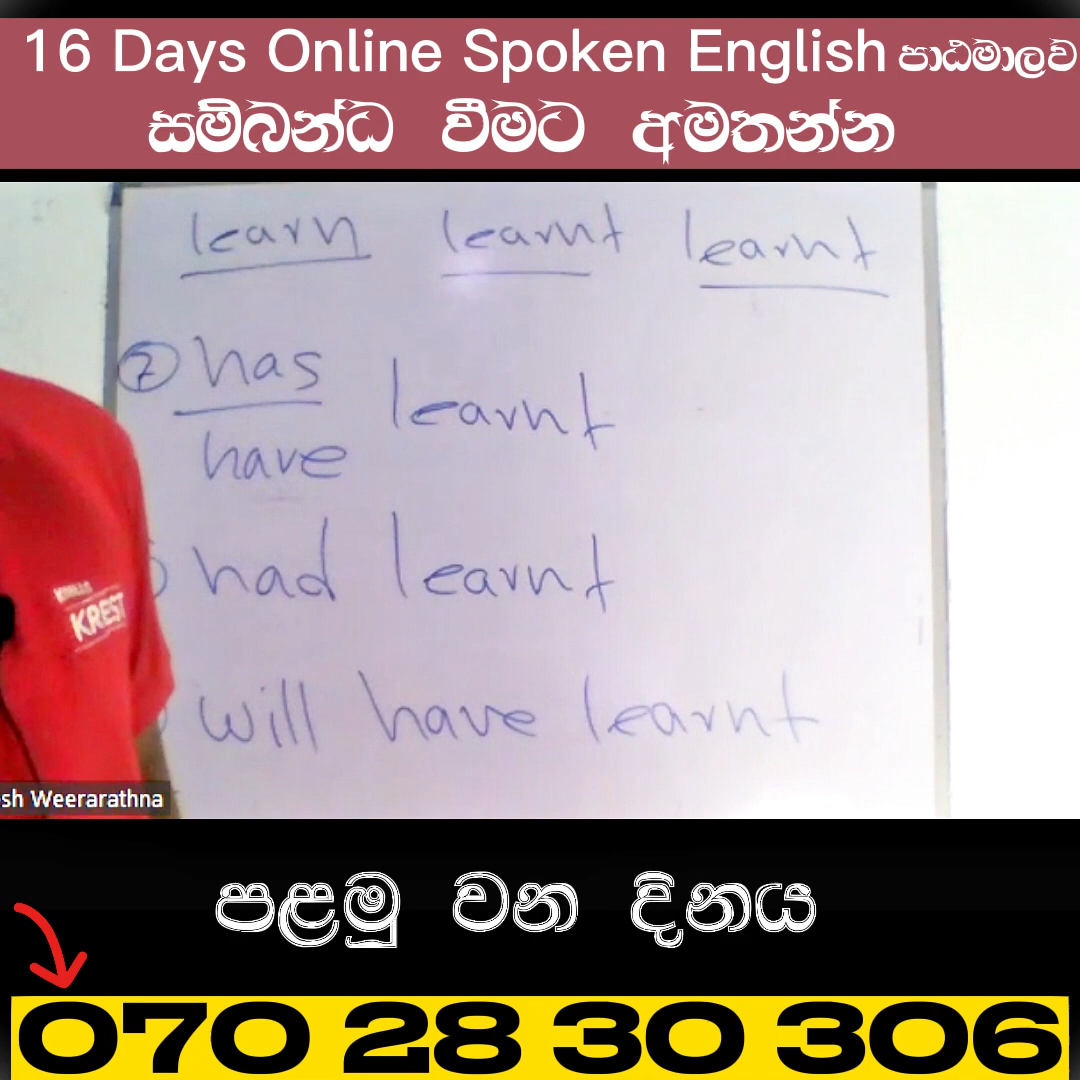 16 Days Online Spoken English පාඨමාලව
සම්බන්ධ වීමට අමතන්න
learn learnt learnt
7 has
have learnt
had learnt
will have learnt
KREST
sh Weerarathna
පළමු වන දිනය
070 28 30 306